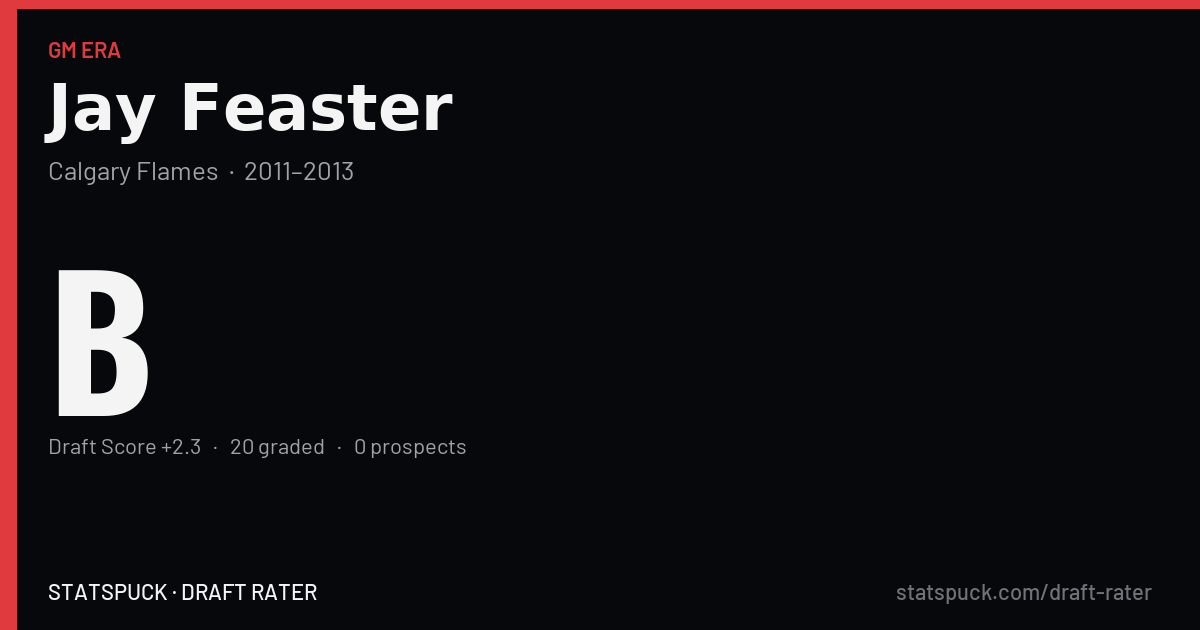 GM ERA
Jay Feaster
Calgary Flames · 2011–2013
B
Draft Score +2.3 · 20 graded · 0 prospects
STATSPUCK · DRAFT RATER
statspuck.com/draft-rater